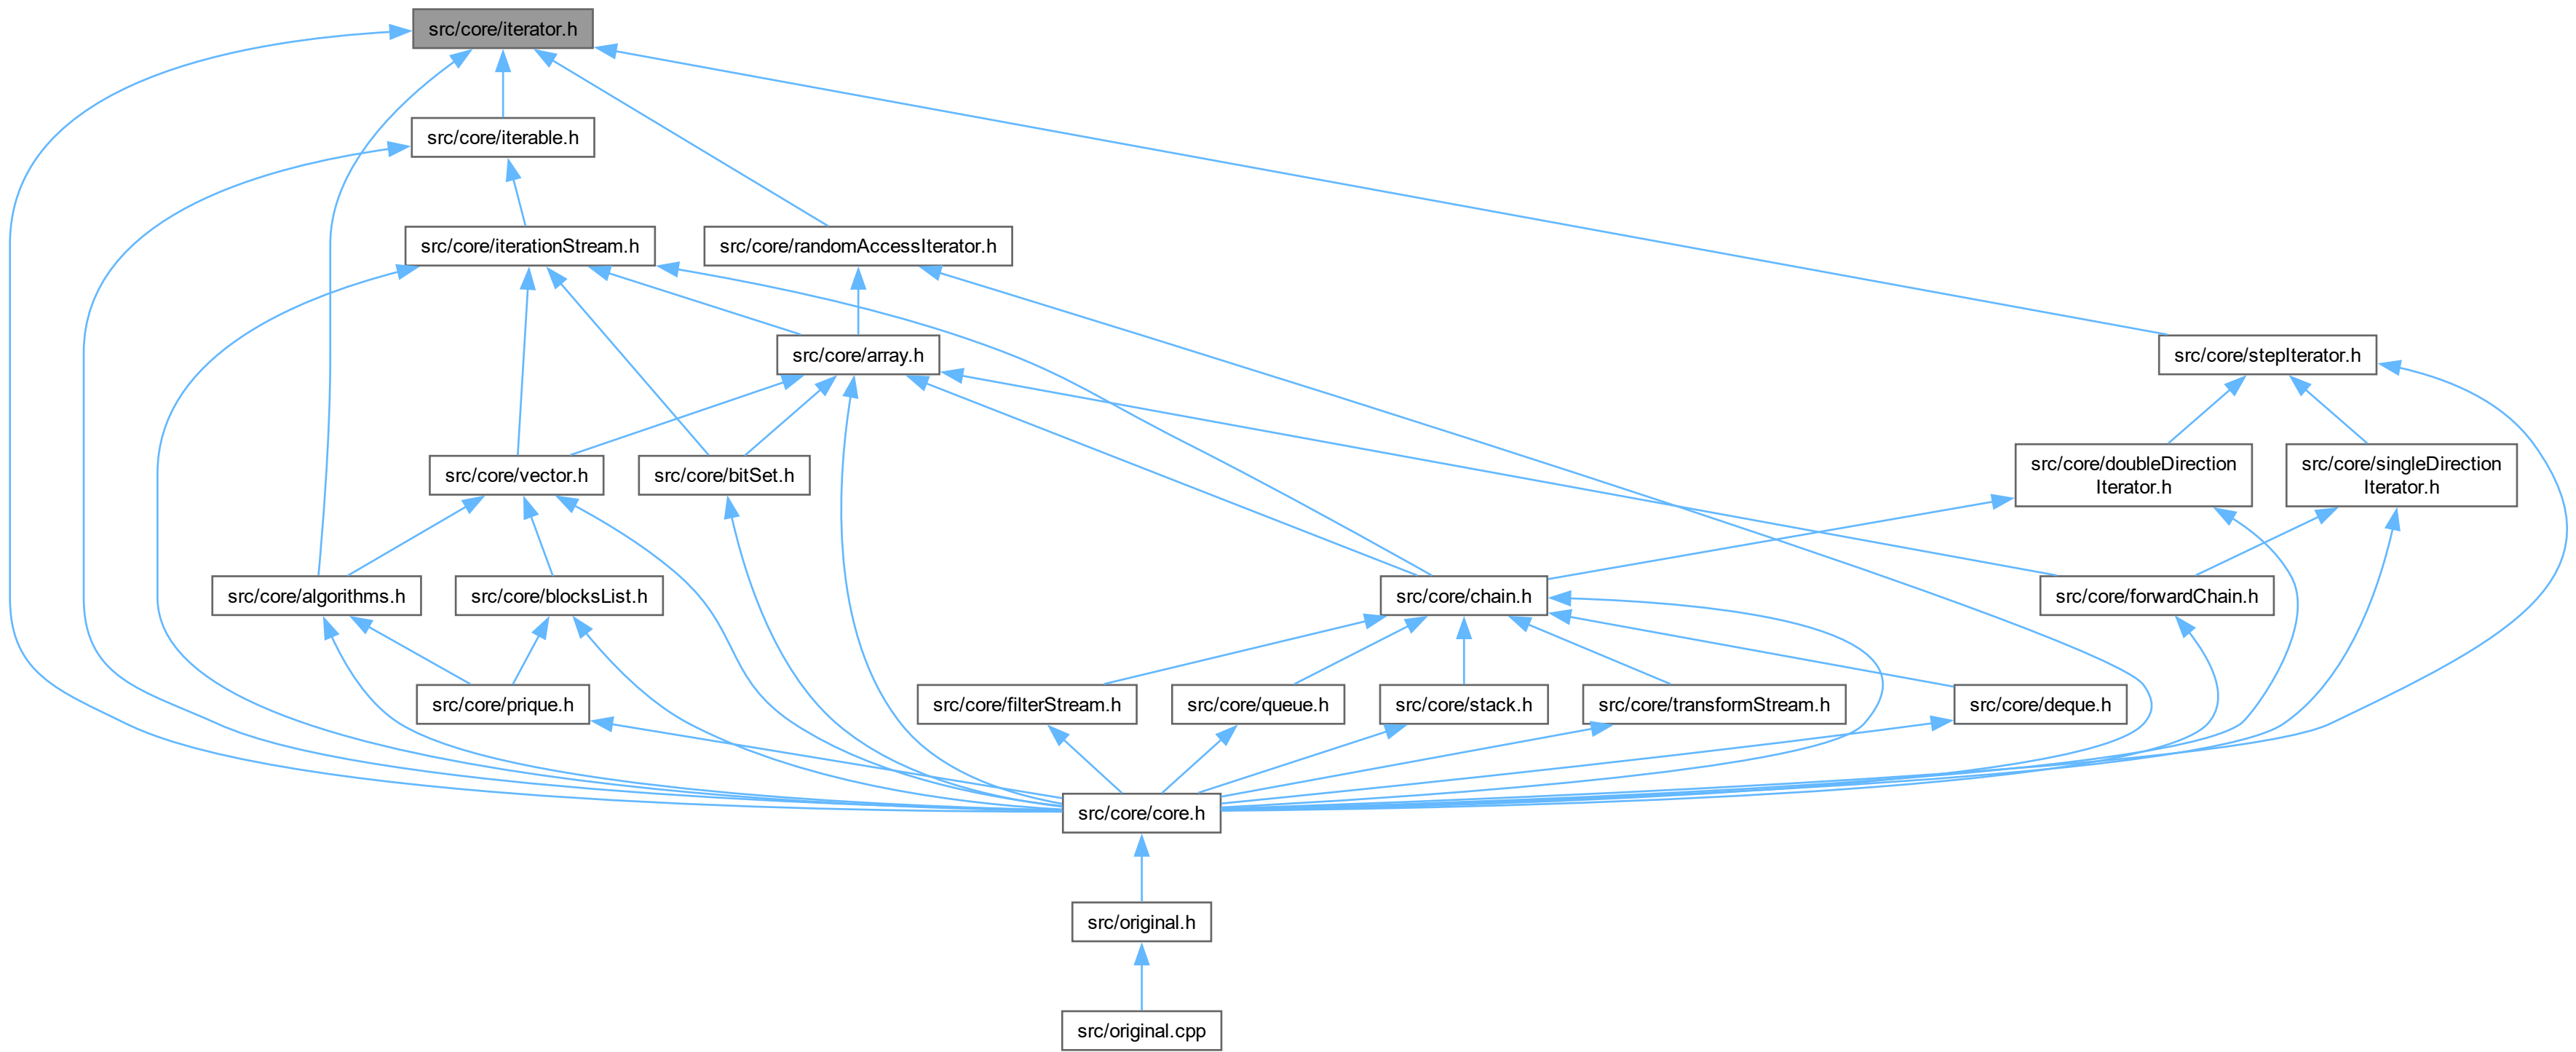 src/core/iterator.h
src/core/iterable.h
src/core/iterationStream.h
src/core/randomAccessIterator.h
src/core/array.h
src/core/stepIterator.h
src/core/vector.h
src/core/bitSet.h
src/core/doubleDirection
Iterator.h
src/core/singleDirection
Iterator.h
src/core/algorithms.h
src/core/blocksList.h
src/core/chain.h
src/core/forwardChain.h
src/core/prique.h
src/core/filterStream.h
src/core/queue.h
src/core/stack.h
src/core/transformStream.h
src/core/deque.h
src/core/core.h
src/original.h
src/original.cpp